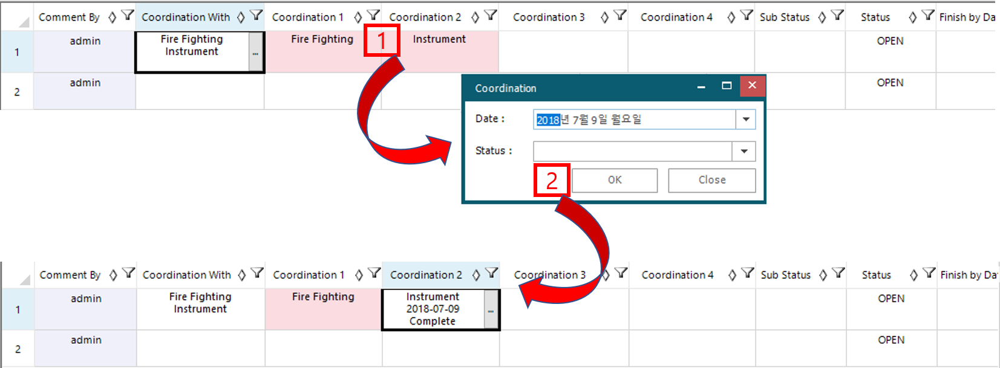 Comment By Coordination With Coordination 1 Coordination 2 Coordination 3 Coordination 4 Sub Status Status Finish by Da
1 admin Fire Fighting Fire Fighting Instrument OPEN
Instrument ...
1
2 admin OPEN
Coordination
Date : 2018년 7월 9일 월요일
Status :
2
OK Close
Comment By Coordination With Coordination 1 Coordination 2 Coordination 3 Coordination 4 Sub Status Status Finish by Da
1 admin Fire Fighting Fire Fighting Instrument OPEN
Instrument 2018-07-09 ...
Complete
2 admin OPEN